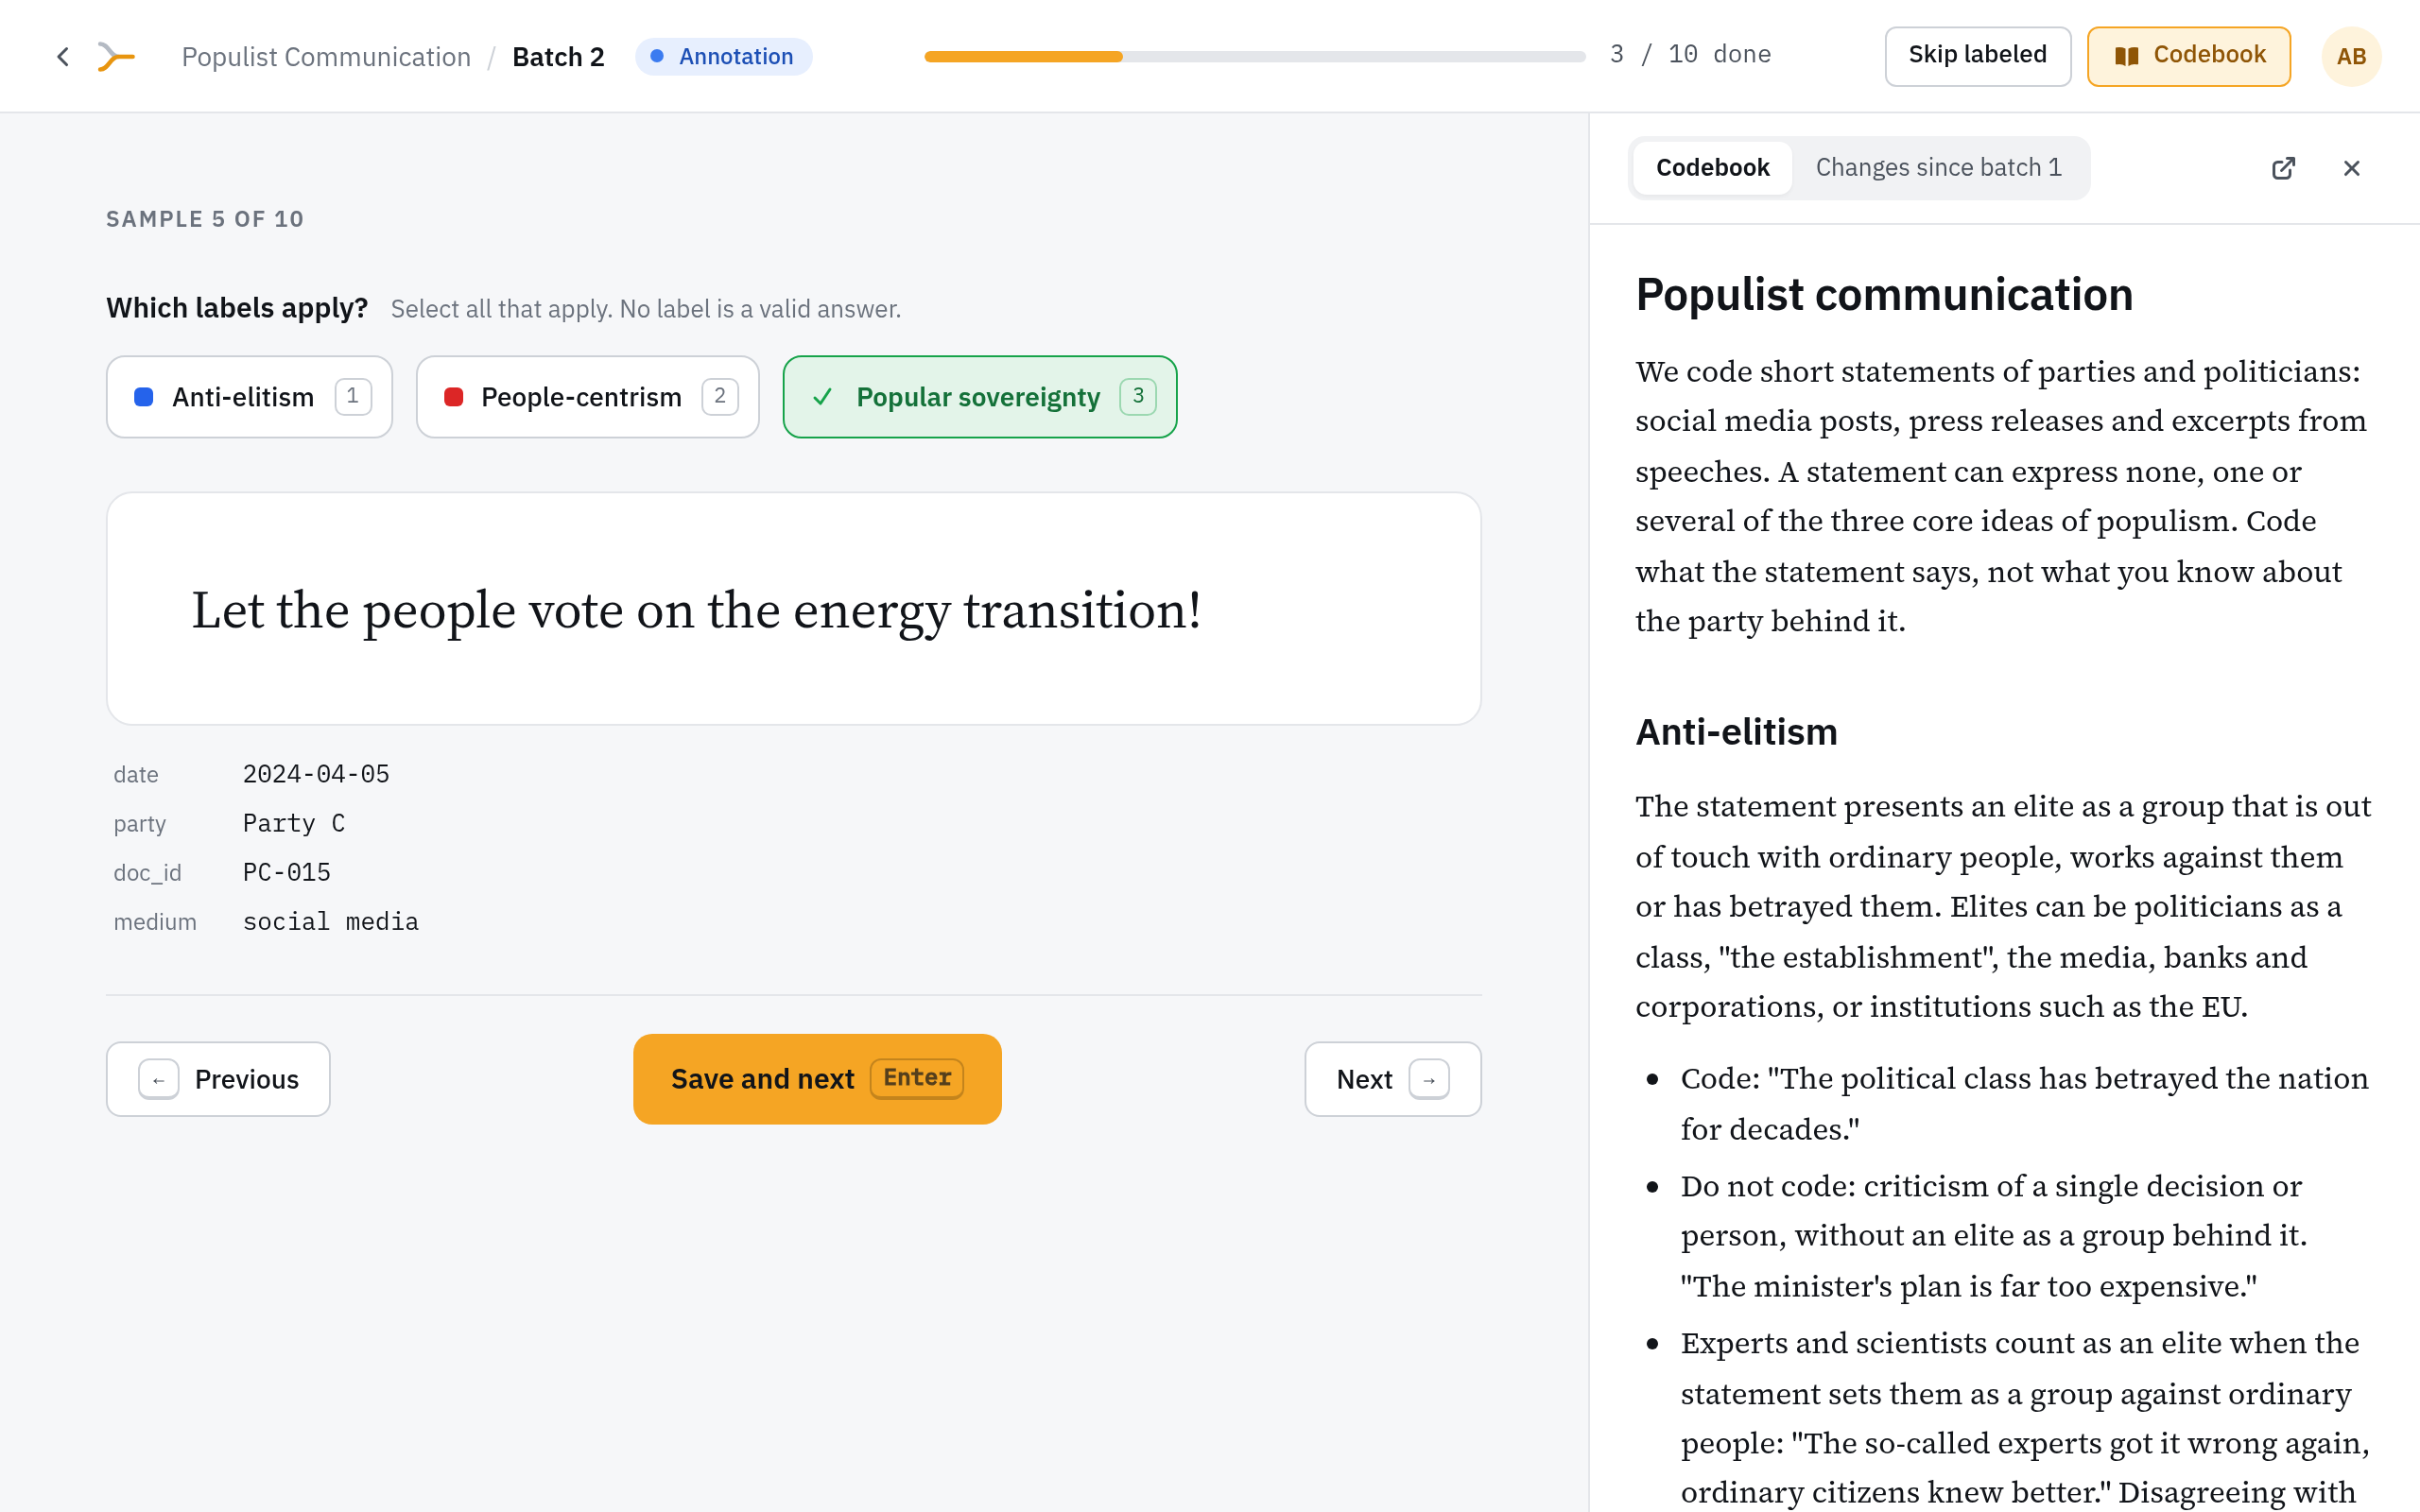 Populist Communication / Batch 2
Annotation
3 / 10 done
Skip labeled
Codebook
AB
SAMPLE 5 OF 10
Which labels apply? Select all that apply. No label is a valid answer.
Anti-elitism 1
People-centrism 2
Popular sovereignty 3
Let the people vote on the energy transition!
date 2024-04-05
party Party C
doc_id PC-015
medium social media
← Previous
Save and next Enter
Next →
Codebook
Changes since batch 1
Populist communication
We code short statements of parties and politicians:
social media posts, press releases and excerpts from
speeches. A statement can express none, one or
several of the three core ideas of populism. Code
what the statement says, not what you know about
the party behind it.
Anti-elitism
The statement presents an elite as a group that is out
of touch with ordinary people, works against them
or has betrayed them. Elites can be politicians as a
class, "the establishment", the media, banks and
corporations, or institutions such as the EU.
• Code: "The political class has betrayed the nation
for decades."
• Do not code: criticism of a single decision or
person, without an elite as a group behind it.
"The minister's plan is far too expensive."
• Experts and scientists count as an elite when the
statement sets them as a group against ordinary
people: "The so-called experts got it wrong again,
ordinary citizens knew better." Disagreeing with